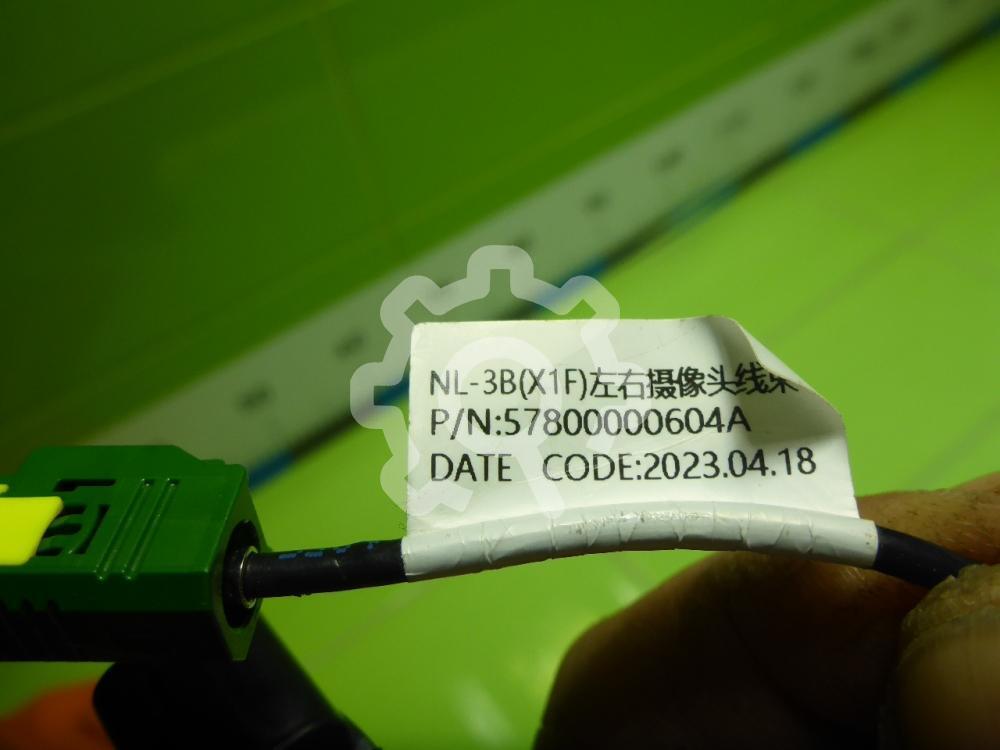 NL-3B(X1F)左右摄像头线束
P/N:57800000604A
DATE CODE:2023.04.18